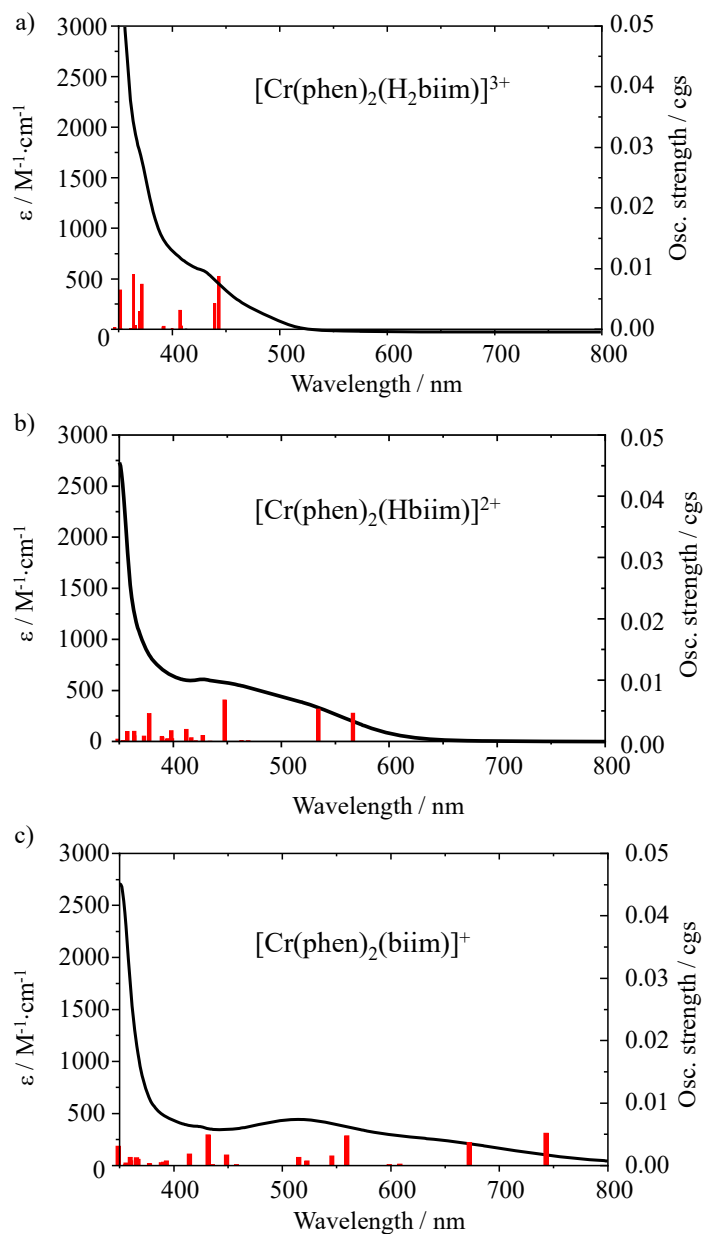 a)
[Cr(phen)₂(H₂biim)]³⁺
3000
2500
2000
1500
1000
500
0
ε / M⁻¹·cm⁻¹
0.05
0.04
0.03
0.02
0.01
0.00
Osc. strength / cgs
400 500 600 700 800
Wavelength / nm
b)
[Cr(phen)₂(Hbiim)]²⁺
3000
2500
2000
1500
1000
500
0
ε / M⁻¹·cm⁻¹
0.05
0.04
0.03
0.02
0.01
0.00
Osc. strength / cgs
400 500 600 700 800
Wavelength / nm
c)
[Cr(phen)₂(biim)]⁺
3000
2500
2000
1500
1000
500
0
ε / M⁻¹·cm⁻¹
0.05
0.04
0.03
0.02
0.01
0.00
Osc. strength / cgs
400 500 600 700 800
Wavelength / nm